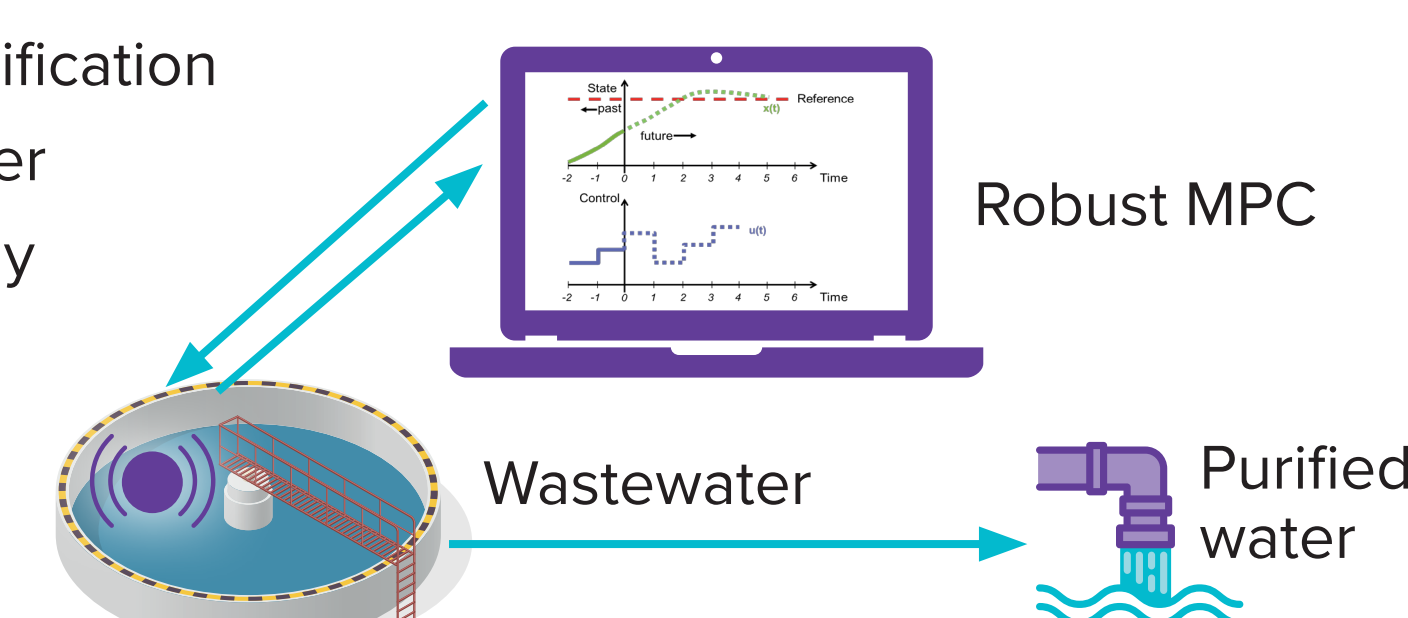 ification
er
y
State
Reference
past
x(t)
future
-2 -1 0 1 2 3 4 5 6 Time
Control
u(t)
-2 -1 0 1 2 3 4 5 6 Time
Robust MPC
Wastewater
Purified
water